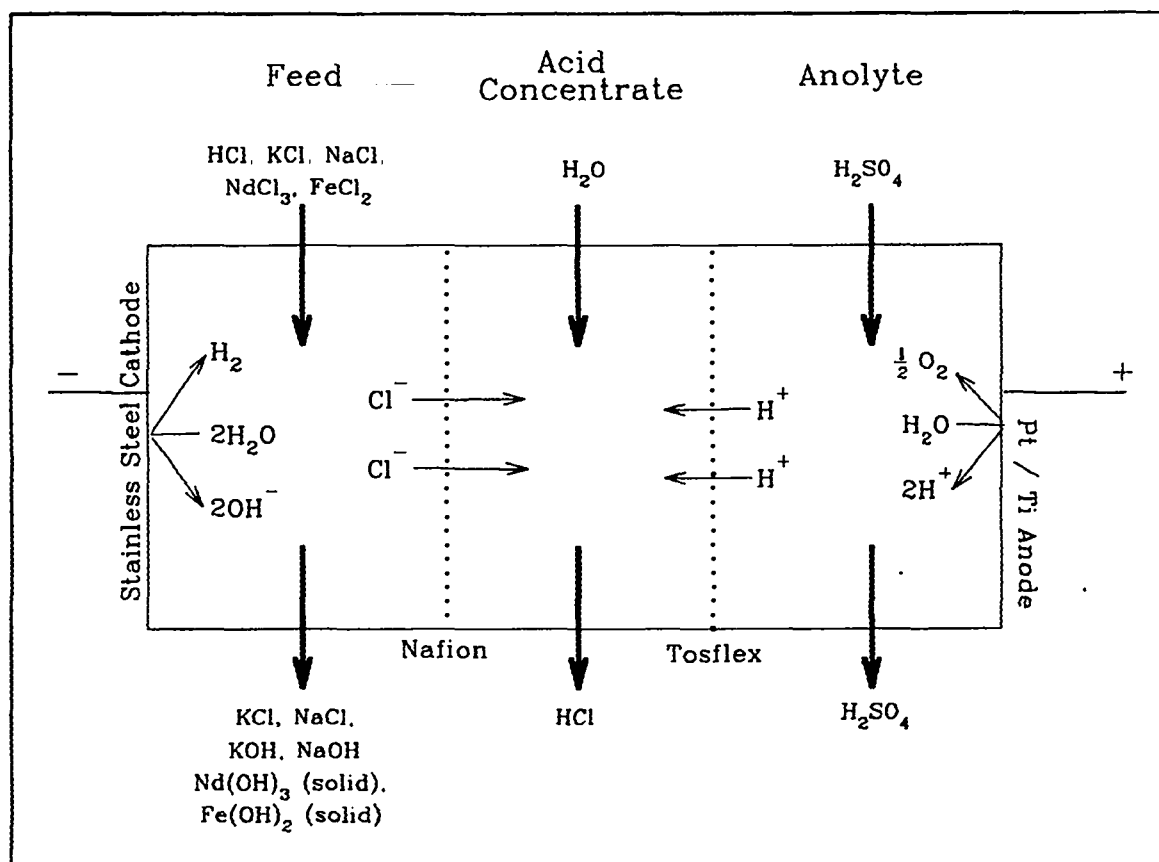 Feed
Acid
Concentrate
Anolyte
HCl, KCl, NaCl,
NdCl₃, FeCl₂
H₂O
H₂SO₄
Stainless Steel Cathode
−
H₂
2H₂O
2OH⁻
Cl⁻
Cl⁻
H⁺
H⁺
½ O₂
H₂O
2H⁺
+
Pt / Ti Anode
Nafion
Tosflex
KCl, NaCl,
KOH, NaOH
Nd(OH)₃ (solid),
Fe(OH)₂ (solid)
HCl
H₂SO₄